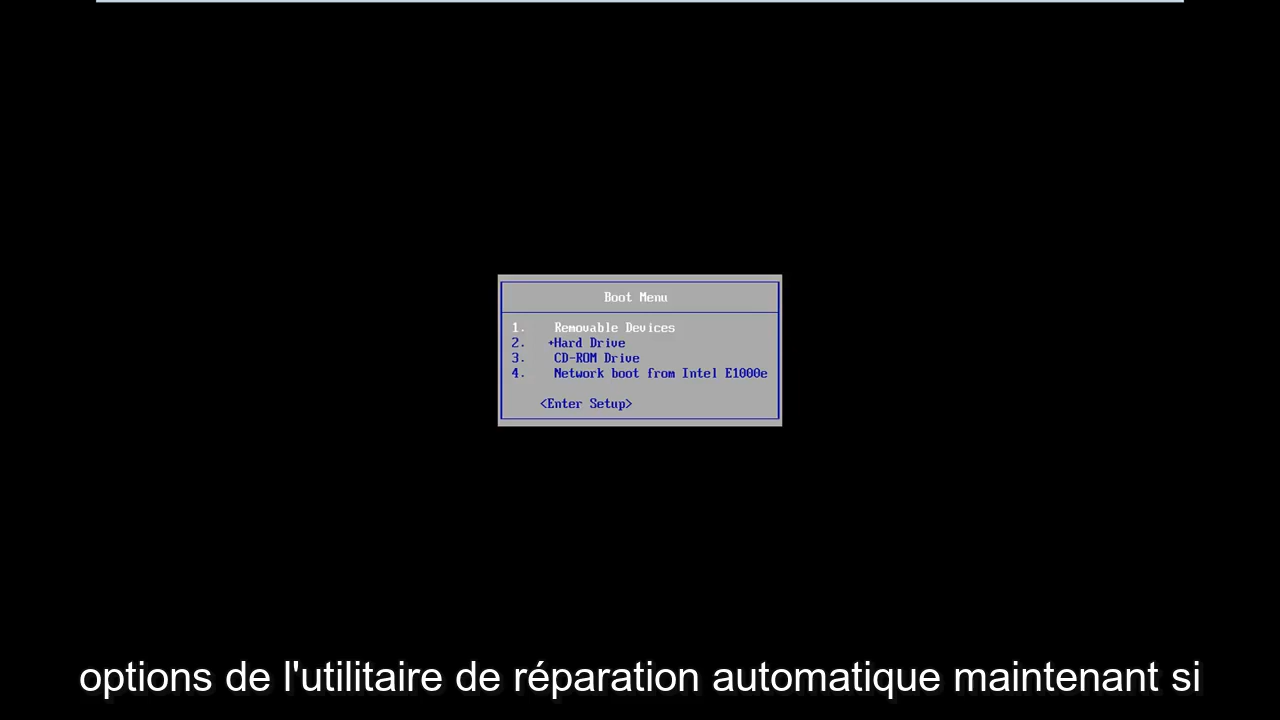 Boot Menu
1. Removable Devices
2. +Hard Drive
3. CD-ROM Drive
4. Network boot from Intel E1000e
<Enter Setup>
options de l'utilitaire de réparation automatique maintenant si